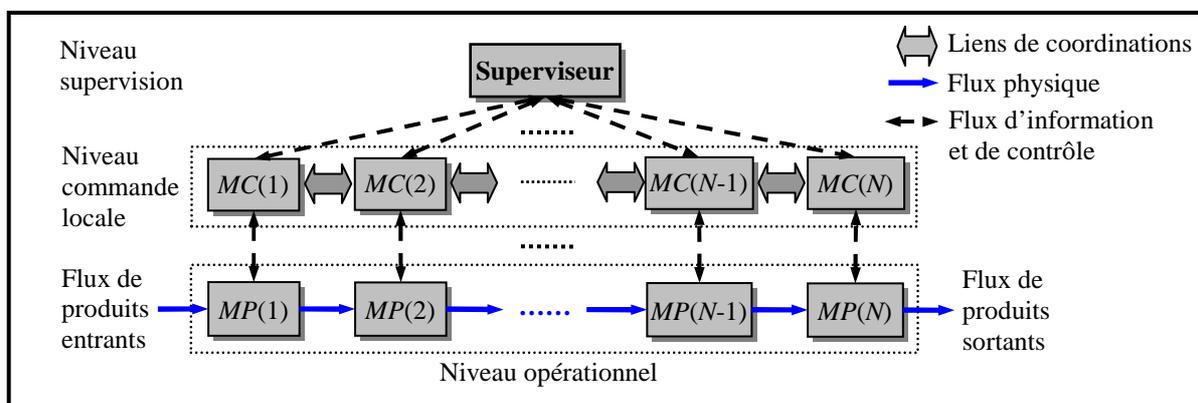 Niveau
supervision
Superviseur
Liens de coordinations
Flux physique
Flux d'information
et de contrôle
Niveau
commande
locale
MC(1)
MC(2)
MC(N-1)
MC(N)
Flux de
produits
entrants
MP(1)
MP(2)
MP(N-1)
MP(N)
Flux de
produits
sortants
Niveau opérationnel